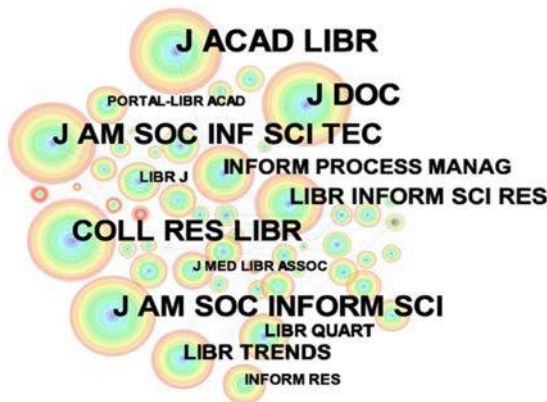 J ACAD LIBR
PORTAL-LIBR ACAD
J DOC
J AM SOC INF SCI TEC
INFORM PROCESS MANAG
LIBR J
LIBR INFORM SCI RES
COLL RES LIBR
J MED LIBR ASSOC
J AM SOC INFORM SCI
LIBR QUART
LIBR TRENDS
INFORM RES